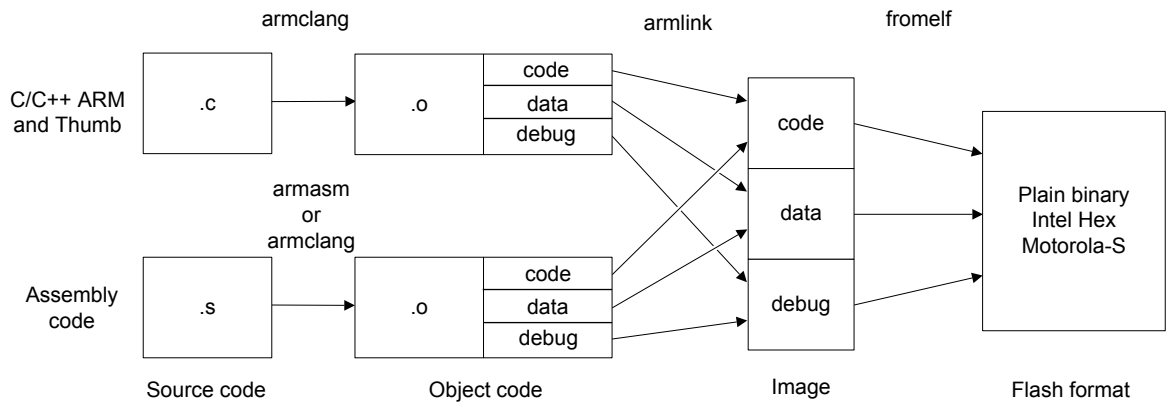 armclang
armlink
fromelf
C/C++ ARM
and Thumb
.c
.o
code
data
debug
armasm
or
armclang
Assembly
code
.s
.o
code
data
debug
code
data
debug
Plain binary
Intel Hex
Motorola-S
Source code
Object code
Image
Flash format